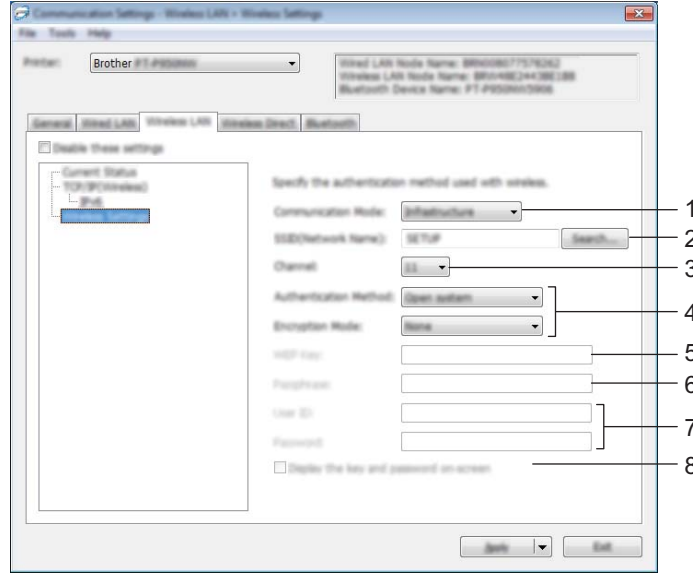 Communication Settings - Wireless LAN > Wireless Settings
File Tools Help
Printer: Brother PT-P950NW
Wired LAN Node Name:
Wireless LAN Node Name:
Bluetooth Device Name:
General Wired LAN Wireless LAN Wireless Direct Bluetooth
Disable these settings
Current Status
TCP/IP(Wireless)
IPv6
Wireless Settings
Specify the authentication method used with wireless.
Communication Mode: Infrastructure 1
SSID(Network Name): SETUP Search... 2
Channel: 11 3
Authentication Method: Open system
4
Encryption Mode: None
WEP Key: 5
Passphrase: 6
User ID:
7
Password:
Display the key and password on-screen 8
Apply Exit